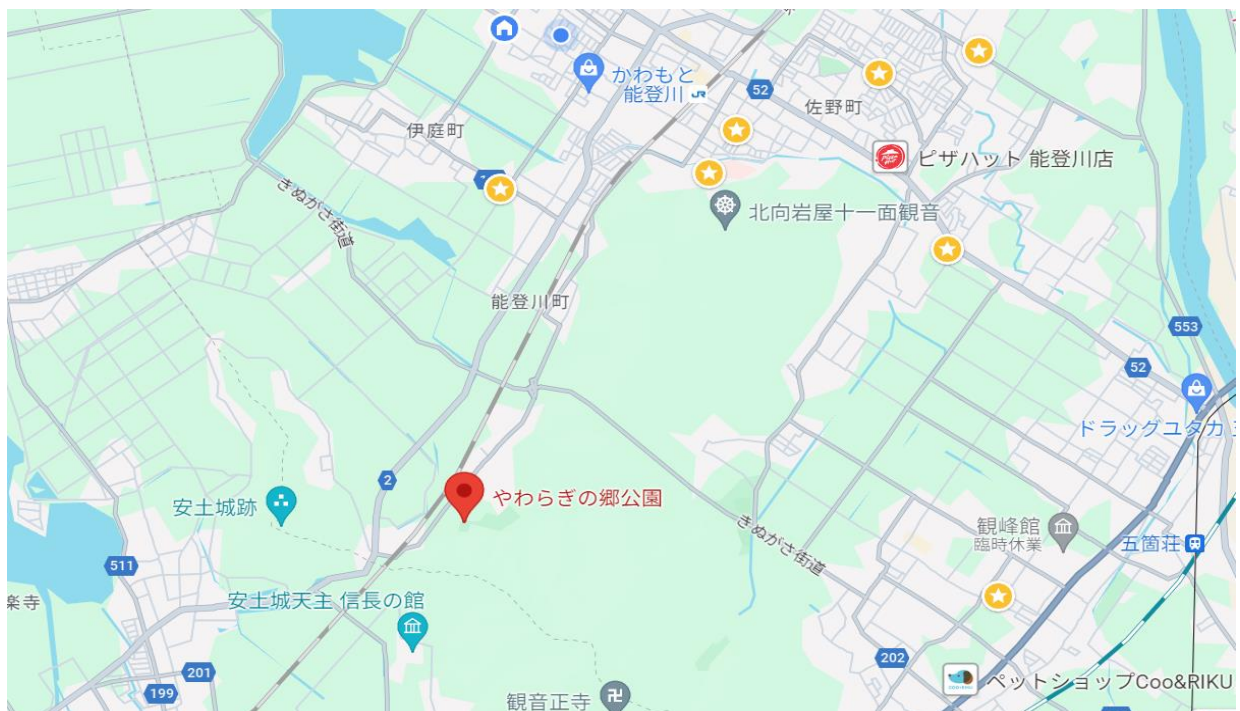 かわもと
能登川
JR
52
佐野町
伊庭町
ピザハット 能登川店
きぬがさ街道
北向岩屋十一面観音
能登川町
553
52
ドラッグユタカ
2
やわらぎの郷公園
安土城跡
きぬがさ街道
観峰館
臨時休業
五箇荘
511
楽寺
安土城天主 信長の館
202
201
199
ペットショップCoo&RIKU
観音正寺